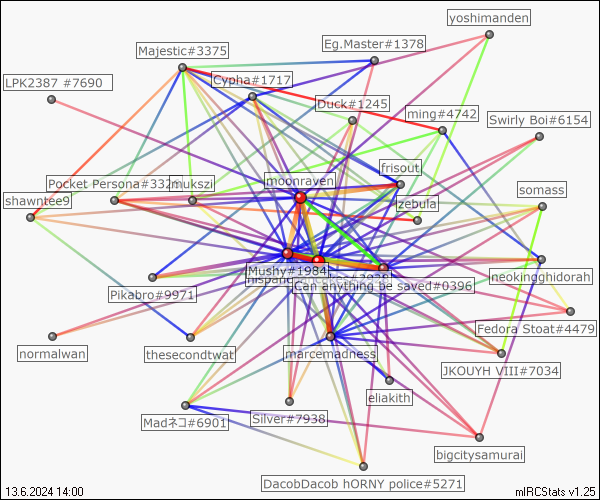 yoshimanden
Eg.Master#1378
Majestic#3375
Cypha#1717
LPK2387 #7690
Duck#1245
ming#4742
Swirly Boi#6154
frisout
moonraven
Pocket Persona#332
mukszi
somass
shawntee9
zebula
Mushy#1984
neokingghidorah
Can anything be saved#0396
Pikabro#9971
Fedora Stoat#4479
normalwan
thesecondtwat
marcemadness
JKOUYH VIII#7034
eliakith
Madネコ#6901
Silver#7938
bigcitysamurai
DacobDacob hORNY police#5271
13.6.2024 14:00
mIRCStats v1.25